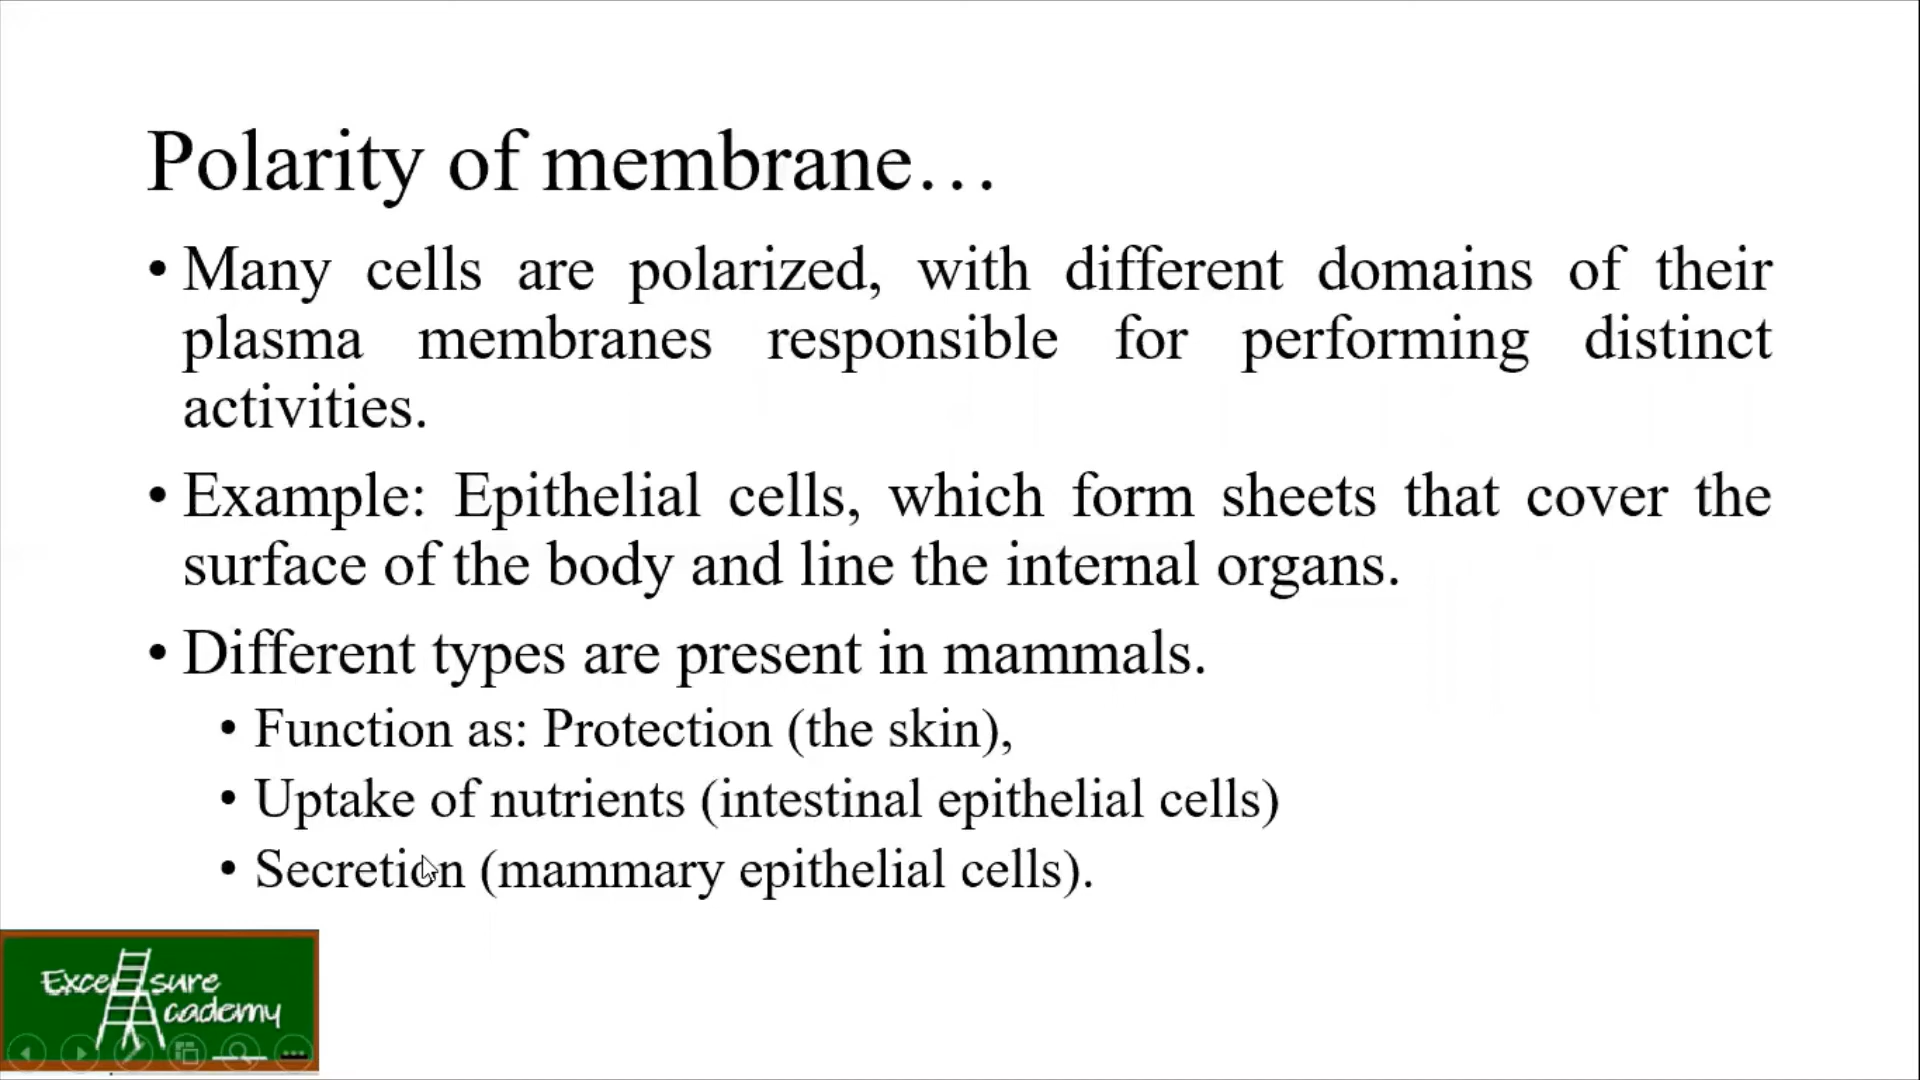 Polarity of membrane…
• Many cells are polarized, with different domains of their
plasma membranes responsible for performing distinct
activities.
• Example: Epithelial cells, which form sheets that cover the
surface of the body and line the internal organs.
• Different types are present in mammals.
• Function as: Protection (the skin),
• Uptake of nutrients (intestinal epithelial cells)
• Secretion (mammary epithelial cells).
Excel sure
Academy